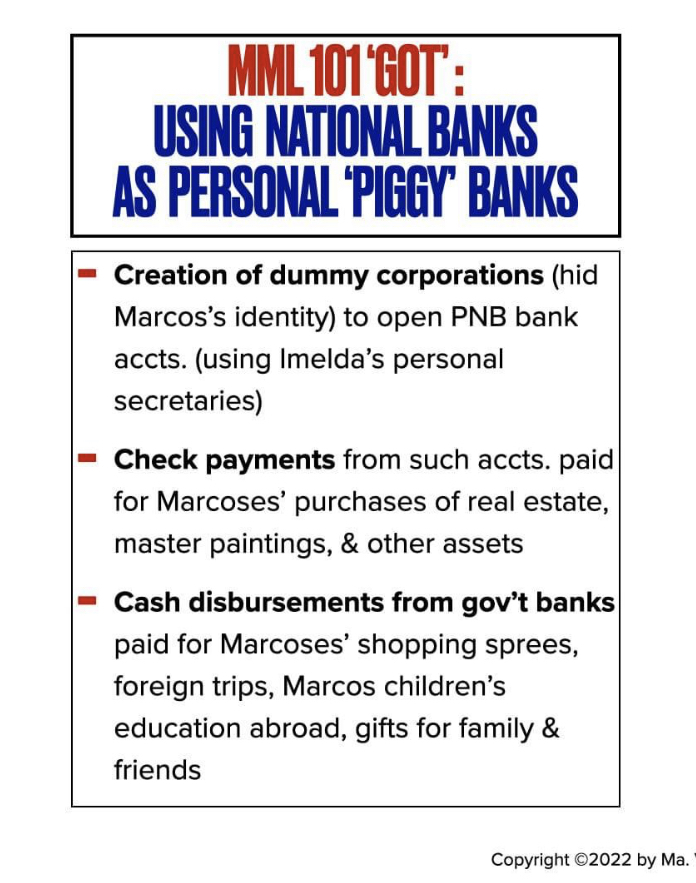 MML 101 ‘GOT’ :
USING NATIONAL BANKS
AS PERSONAL ‘PIGGY’ BANKS
- Creation of dummy corporations (hid
Marcos’s identity) to open PNB bank
accts. (using Imelda’s personal
secretaries)
- Check payments from such accts. paid
for Marcoses’ purchases of real estate,
master paintings, & other assets
- Cash disbursements from gov’t banks
paid for Marcoses’ shopping sprees,
foreign trips, Marcos children’s
education abroad, gifts for family &
friends
Copyright ©2022 by Ma.